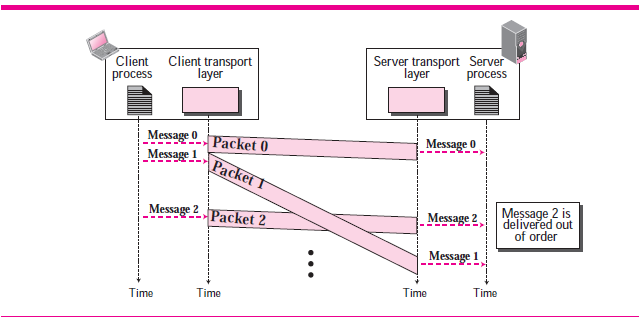 Client process
Client transport layer
Server transport layer
Server process
Message 0
Packet 0
Message 0
Message 1
Packet 1
Message 2
Packet 2
Message 2
Message 2 is
delivered out
of order
Message 1
Time
Time
Time
Time